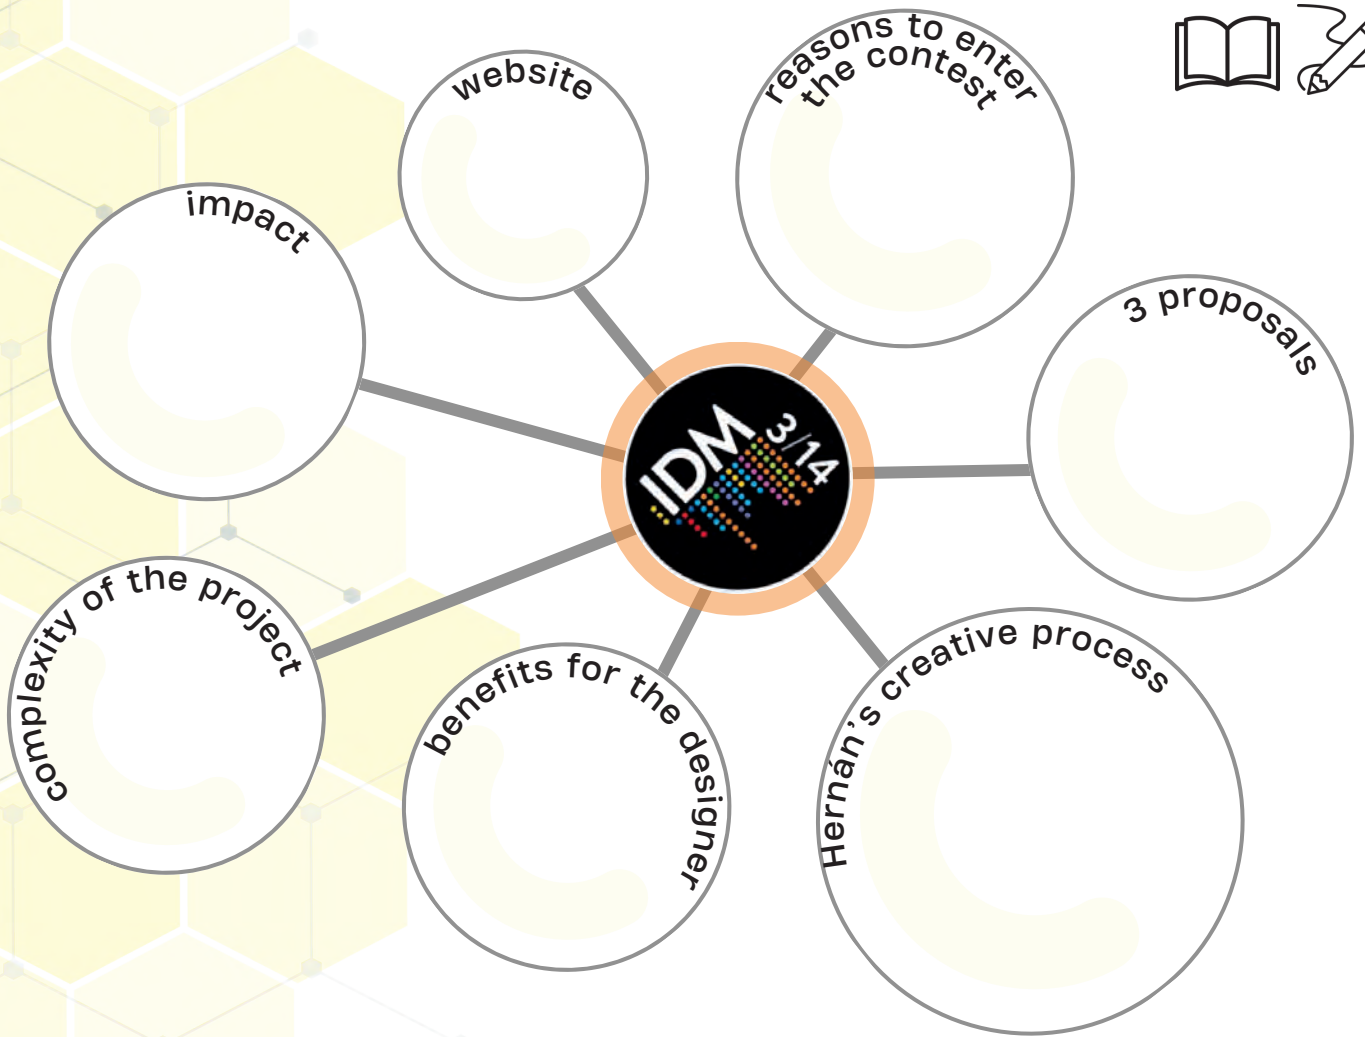 website
reasons to enter
the contest
impact
3 proposals
IDM
3/14
complexity of the project
benefits for the designer
Hernán's creative process